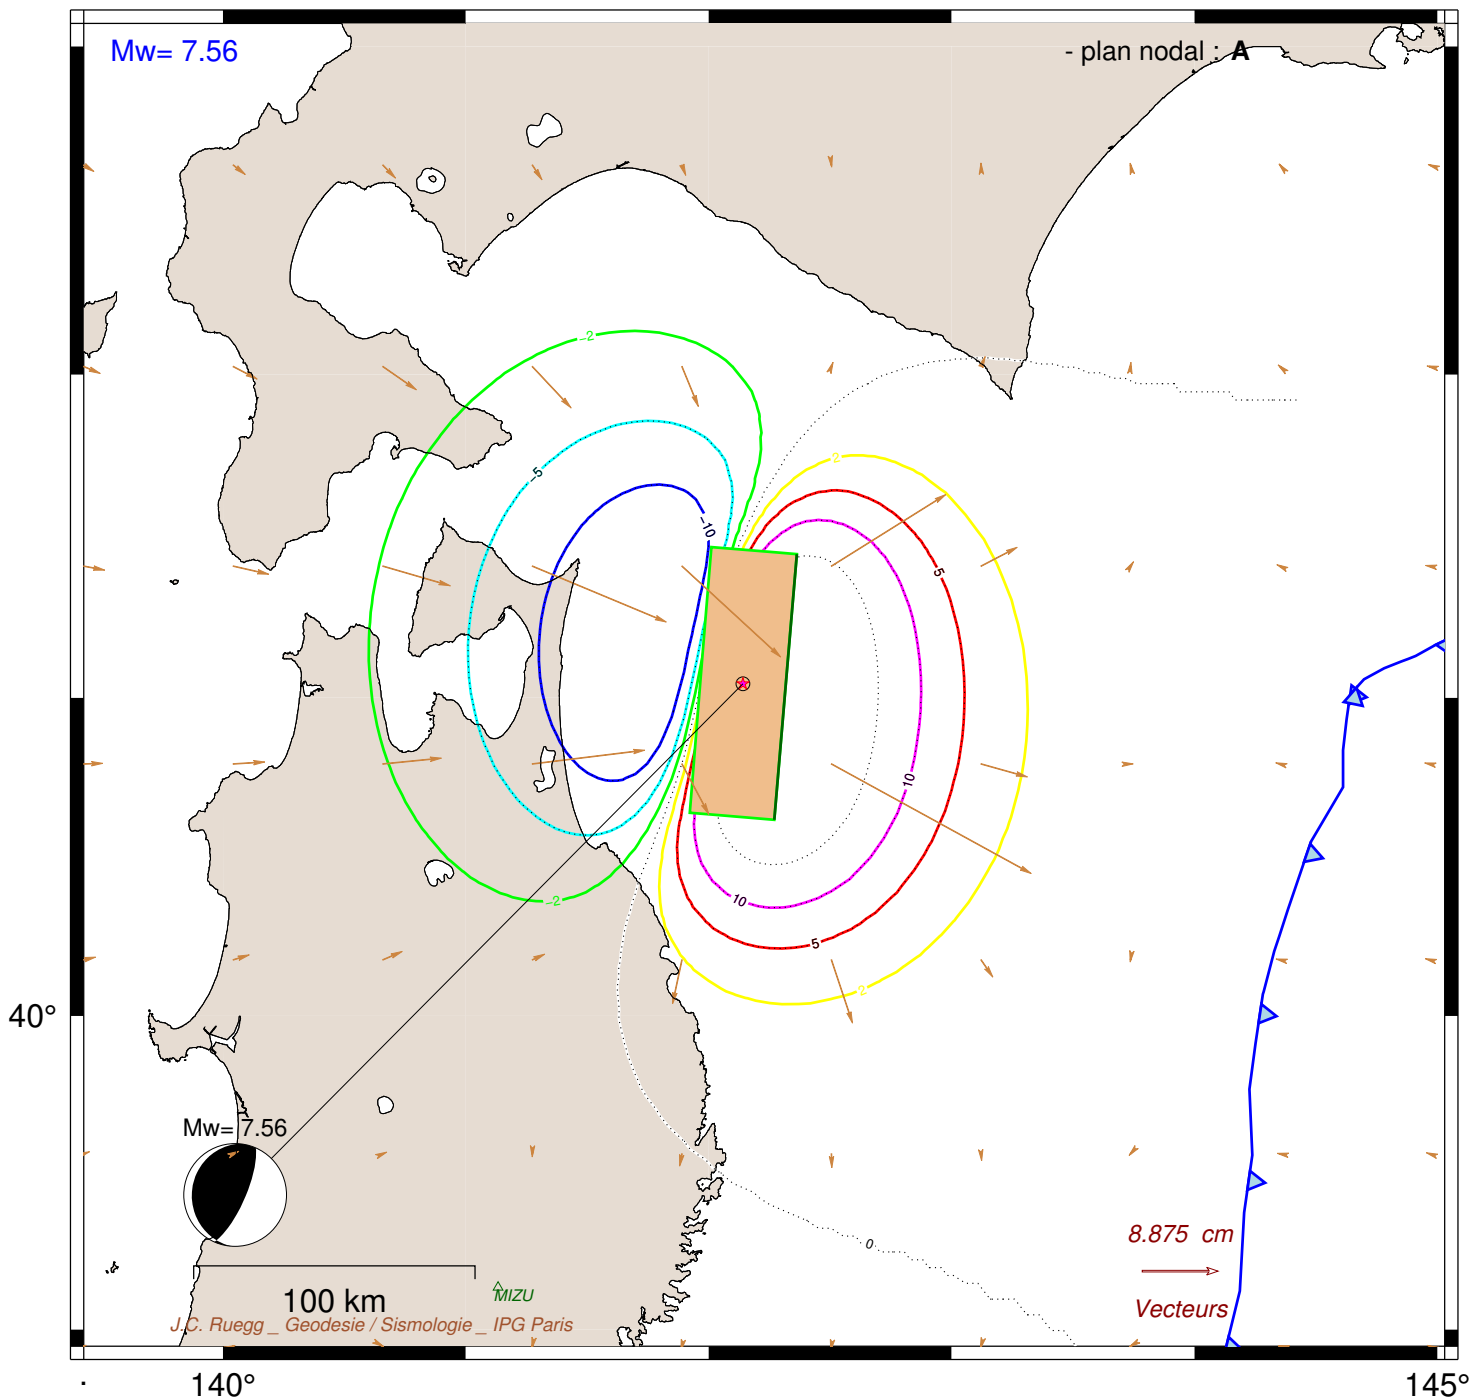 Mw= 7.56
- plan nodal : A
-2
-5
2
-10
5
10
10
5
-2
2
40°
Mw= 7.56
0
8.875 cm
100 km
MIZU
Vecteurs
J.C. Ruegg _ Geodesie / Sismologie _ IPG Paris
140°
145°